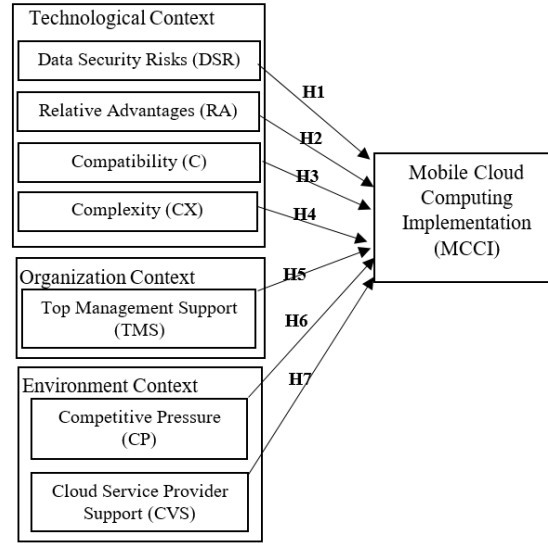 Technological Context
Data Security Risks (DSR)
Relative Advantages (RA)
Compatibility (C)
Complexity (CX)
Organization Context
Top Management Support
(TMS)
Environment Context
Competitive Pressure
(CP)
Cloud Service Provider
Support (CVS)
H1
H2
H3
H4
H5
H6
H7
Mobile Cloud
Computing
Implementation
(MCCI)